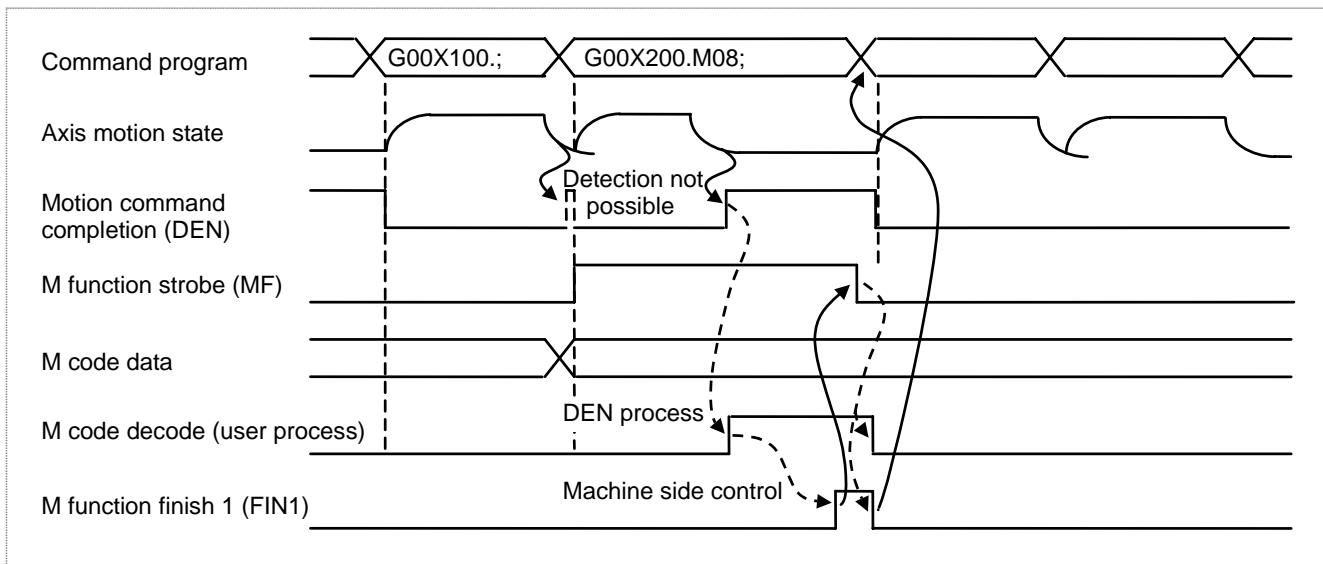 Command program
G00X100.;
G00X200.M08;
Axis motion state
Detection not
possible
Motion command
completion (DEN)
M function strobe (MF)
M code data
DEN process
M code decode (user process)
Machine side control
M function finish 1 (FIN1)